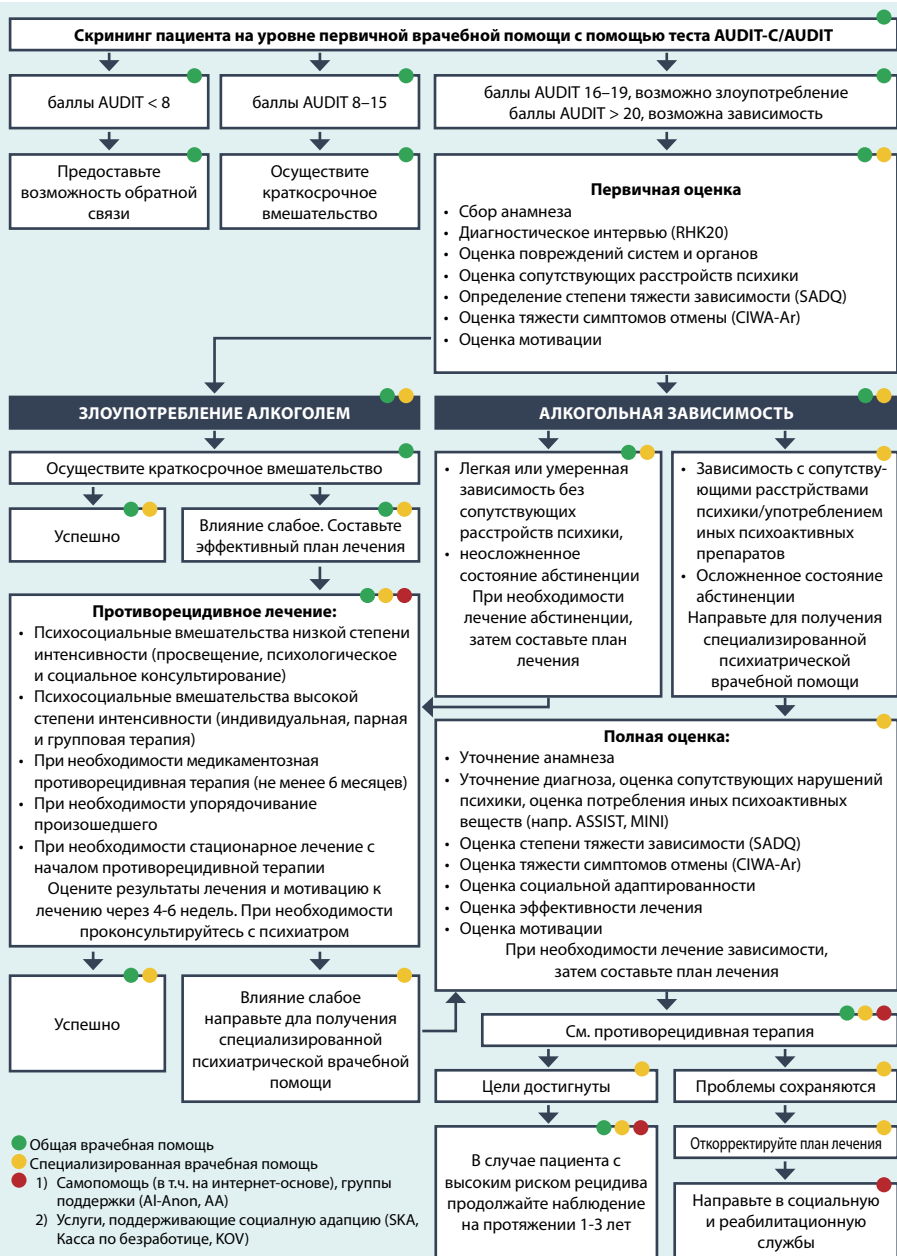 Скрининг пациента на уровне первичной врачебной помощи с помощью теста AUDIT-C/AUDIT
баллы AUDIT < 8
баллы AUDIT 8–15
баллы AUDIT 16–19, возможно злоупотребление
баллы AUDIT > 20, возможна зависимость
Предоставьте
возможность обратной
связи
Осуществите
краткосрочное
вмешательство
Первичная оценка
• Сбор анамнеза
• Диагностическое интервью (RHK20)
• Оценка повреждений систем и органов
• Оценка сопутствующих расстройств психики
• Определение степени тяжести зависимости (SADQ)
• Оценка тяжести симптомов отмены (CIWA-Ar)
• Оценка мотивации
ЗЛОУПОТРЕБЛЕНИЕ АЛКОГОЛЕМ
Осуществите краткосрочное вмешательство
Успешно
Влияние слабое. Составьте
эффективный план лечения
Противорецидивное лечение:
• Психосоциальные вмешательства низкой степени
интенсивности (просвещение, психологическое
и социальное консультирование)
• Психосоциальные вмешательства высокой
степени интенсивности (индивидуальная, парная
и групповая терапия)
• При необходимости медикаментозная
противорецидивная терапия (не менее 6 месяцев)
• При необходимости упорядочивание
произошедшего
• При необходимости стационарное лечение с
началом противорецидивной терапии
Оцените результаты лечения и мотивацию к
лечению через 4-6 недель. При необходимости
проконсультируйтесь с психиатром
Успешно
Влияние слабое
направьте дла получения
специализированной
психиатрической врачебной
помощи
АЛКОГОЛЬНАЯ ЗАВИСИМОСТЬ
• Легкая или умеренная
зависимость без
сопутствующих
расстройств психики,
• неосложненное
состояние абстиненции
При необходимости
лечение абстиненции,
затем составьте план
лечения
• Зависимость с сопутству-
ющими расстрйствами
психики/употреблением
иных психоактивных
препаратов
• Осложненное состояние
абстиненции
Направьте для получения
специализированной
психиатрической
врачебной помощи
Полная оценка:
• Уточнение анамнеза
• Уточнение диагноза, оценка сопутствующих нарушений
психики, оценка потребления иных психоактивных
веществ (напр. ASSIST, MINI)
• Оценка степени тяжести зависимости (SADQ)
• Оценка тяжести симптомов отмены (CIWA-Ar)
• Оценка социальной адаптированности
• Оценка эффективности лечения
• Оценка мотивации
При необходимости лечение зависимости,
затем составьте план лечения
См. противорецидивная терапия
Цели достигнуты
Проблемы сохраняются
В случае пациента с
высоким риском рецидива
продолжайте наблюдение
на протяжении 1-3 лет
Откорректируйте план лечения
Направьте в социальную
и реабилитационную
службы
Общая врачебная помощь
Специализированная врачебная помощь
1) Самопомощь (в т.ч. на интернет-основе), группы
поддержки (Al-Anon, AA)
2) Услуги, поддерживающие социалную адапцию (SKA,
Касса по безработице, KOV)